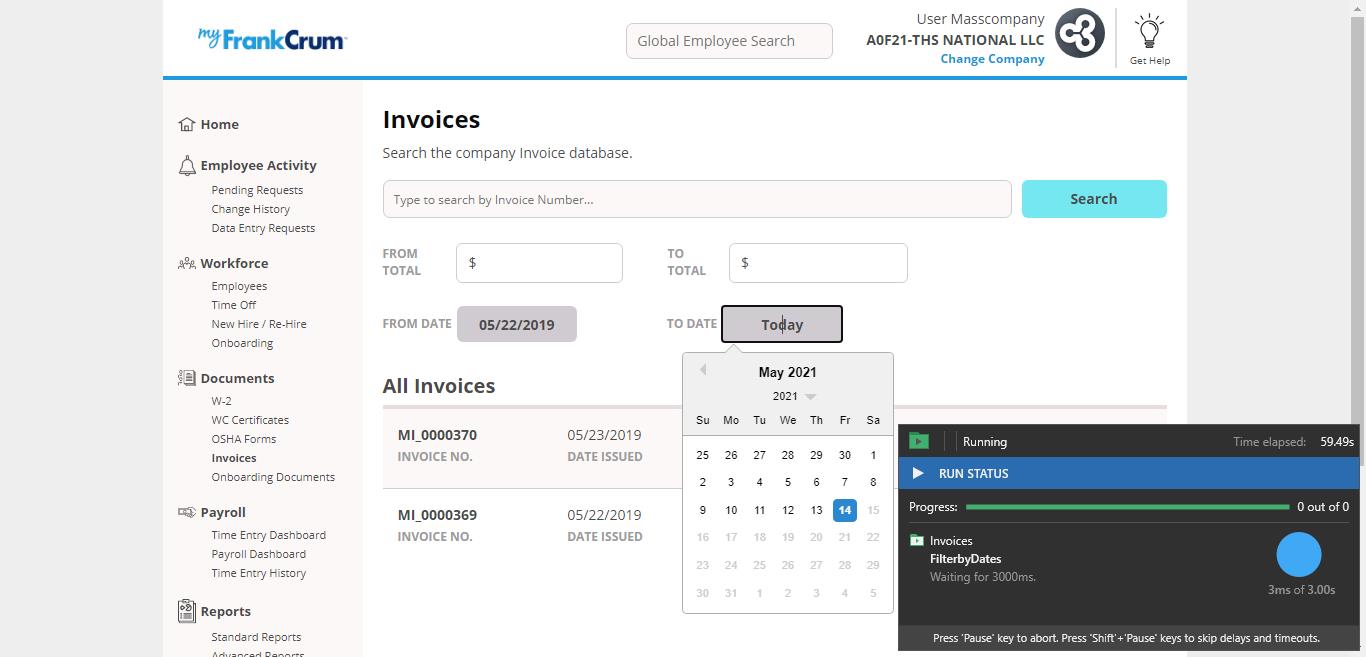 myFrankCrum
Global Employee Search
User Masscompany
A0F21-THS NATIONAL LLC
Change Company
Get Help
Home
Employee Activity
Pending Requests
Change History
Data Entry Requests
Workforce
Employees
Time Off
New Hire / Re-Hire
Onboarding
Documents
W-2
WC Certificates
OSHA Forms
Invoices
Onboarding Documents
Payroll
Time Entry Dashboard
Payroll Dashboard
Time Entry History
Reports
Standard Reports
Advanced Reports
Invoices
Search the company Invoice database.
Type to search by Invoice Number...
Search
FROM TOTAL
$
TO TOTAL
$
FROM DATE
05/22/2019
TO DATE
Today
All Invoices
MI_0000370
05/23/2019
INVOICE NO.
DATE ISSUED
MI_0000369
05/22/2019
INVOICE NO.
DATE ISSUED
May 2021
2021
Su Mo Tu We Th Fr Sa
25 26 27 28 29 30 1
2 3 4 5 6 7 8
9 10 11 12 13 14 15
16 17 18 19 20 21 22
23 24 25 26 27 28 29
30 31 1 2 3 4 5
Running
Time elapsed: 59.49s
RUN STATUS
Progress: 0 out of 0
Invoices
FilterbyDates
Waiting for 3000ms.
3ms of 3.00s
Press 'Pause' key to abort. Press 'Shift'+'Pause' keys to skip delays and timeouts.